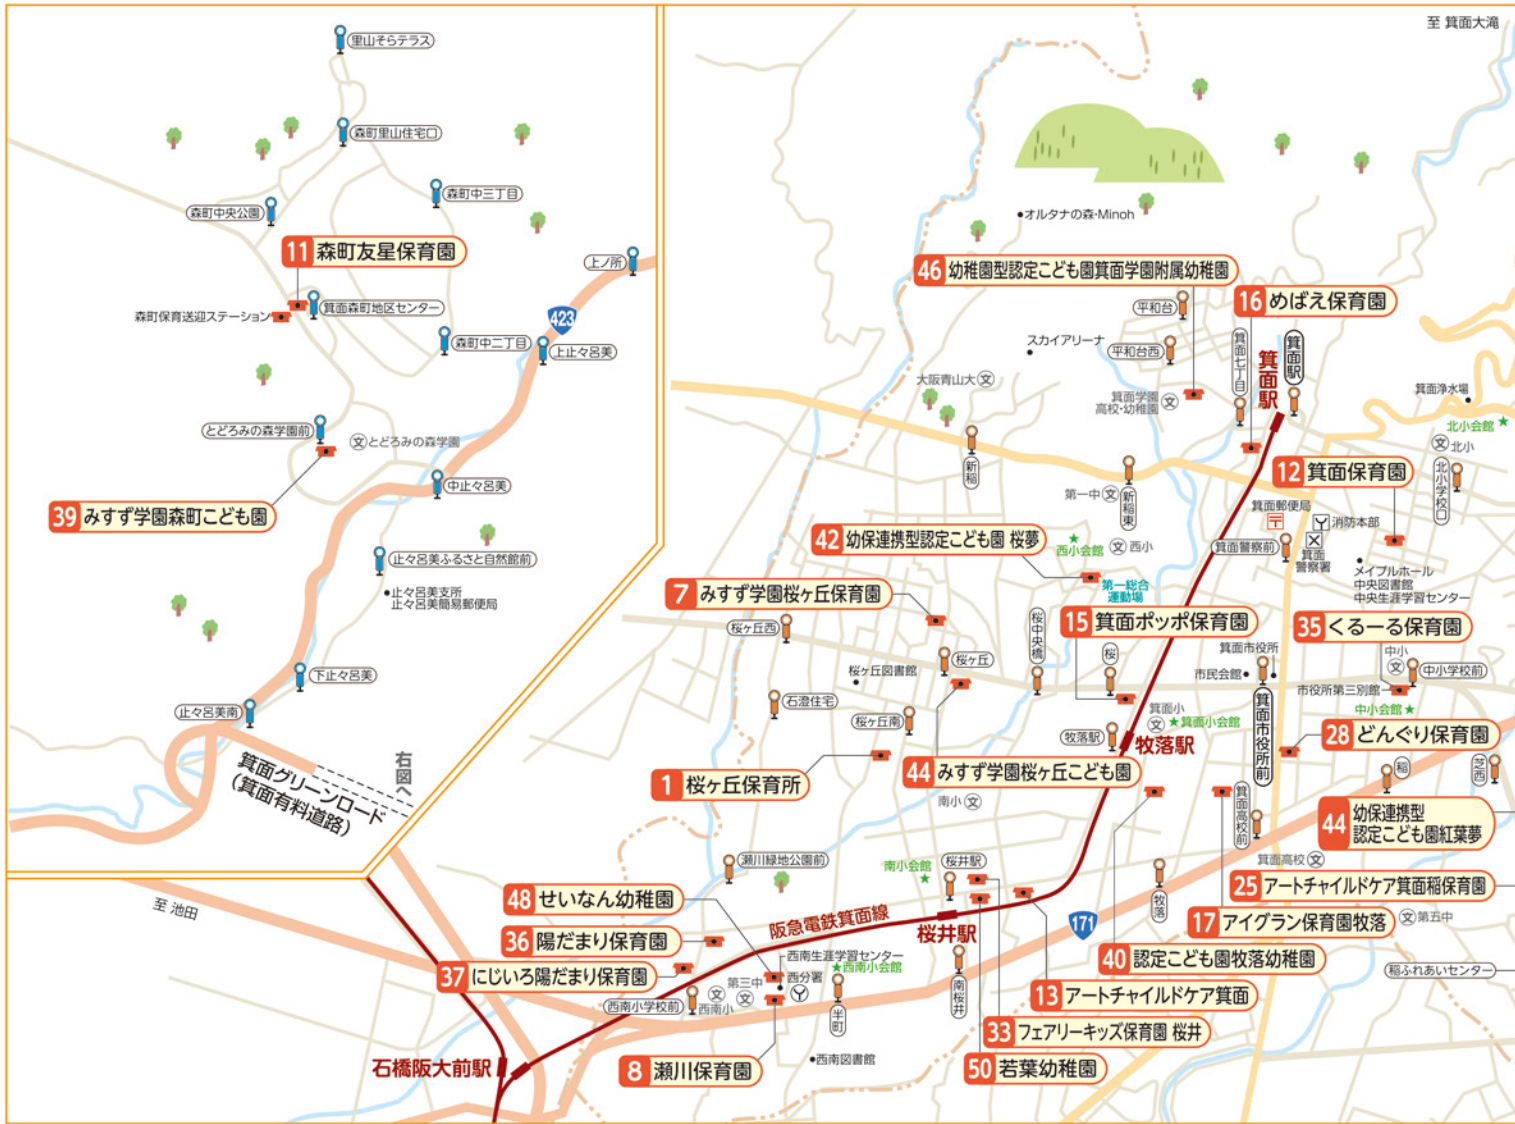 里山そらテラス
森町里山住宅口
森町中三丁目
森町中央公園
11 森町友星保育園
上ノ所
箕面森町地区センター
森町保育送迎ステーション
423
森町中二丁目
上止々呂美
とどろみの森学園前
文 とどろみの森学園
39 みすず学園森町こども園
中止々呂美
止々呂美ふるさと自然館前
止々呂美支所
止々呂美簡易郵便局
下止々呂美
止々呂美南
箕面グリーンロード
(箕面有料道路)
右図へ
至 箕面大滝
オルタナの森・Minoh
46 幼稚園型認定こども園箕面学園附属幼稚園
平和台
16 めばえ保育園
スカイアリーナ
平和台西
箕面七丁目
箕面駅
箕面駅
大阪青山大 文
箕面学園
高校・幼稚園 文
箕面浄水場
北小会館
文 北小
新稲
12 箕面保育園
北小学校口
第一中 文
新稲東
箕面郵便局
消防本部
42 幼保連携型認定こども園 桜夢
西小会館
文 西小
箕面警察前
箕面
警察署
メイプルホール
中央図書館
中央生涯学習センター
第一総合
運動場
7 みすず学園桜ヶ丘保育園
15 箕面ポッポ保育園
35 くるーる保育園
桜ヶ丘西
桜中央橋
桜
桜ヶ丘
箕面市役所
中小
文
中小学校前
桜ヶ丘図書館
市民会館
市役所第三別館
石澄住宅
桜ヶ丘南
箕面小
文
箕面小会館
中小会館
牧落駅
牧落駅
箕面市役所前
28 どんぐり保育園
1 桜ヶ丘保育所
44 みすず学園桜ヶ丘こども園
稲
芝西
南小 文
箕面高校前
44 幼保連携型
認定こども園紅葉夢
瀬川緑地公園前
南小会館
桜井駅
箕面高校 文
牧落
25 アートチャイルドケア箕面稲保育園
至 池田
48 せいなん幼稚園
阪急電鉄箕面線
桜井駅
171
17 アイグラン保育園牧落
文 第五中
36 陽だまり保育園
西南生涯学習センター
40 認定こども園牧落幼稚園
37 にじいろ陽だまり保育園
西分署
西南小会館
稲ふれあいセンター
第三中
文
南桜井
13 アートチャイルドケア箕面
西南小学校前
文
西南小
半町
33 フェアリーキッズ保育園 桜井
石橋阪大前駅
8 瀬川保育園
西南図書館
50 若葉幼稚園